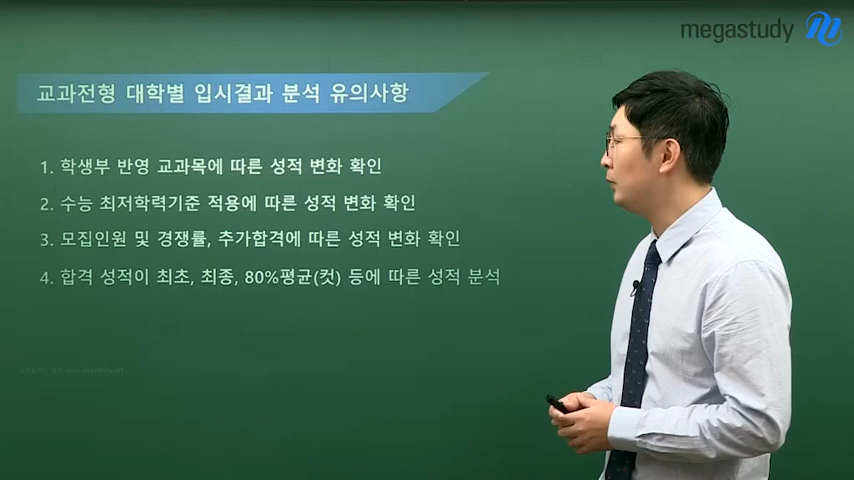 megastudy
교과전형 대학별 입시결과 분석 유의사항
1. 학생부 반영 교과목에 따른 성적 변화 확인
2. 수능 최저학력기준 적용에 따른 성적 변화 확인
3. 모집인원 및 경쟁률, 추가합격에 따른 성적 변화 확인
4. 합격 성적이 최초, 최종, 80%평균(컷) 등에 따른 성적 분석